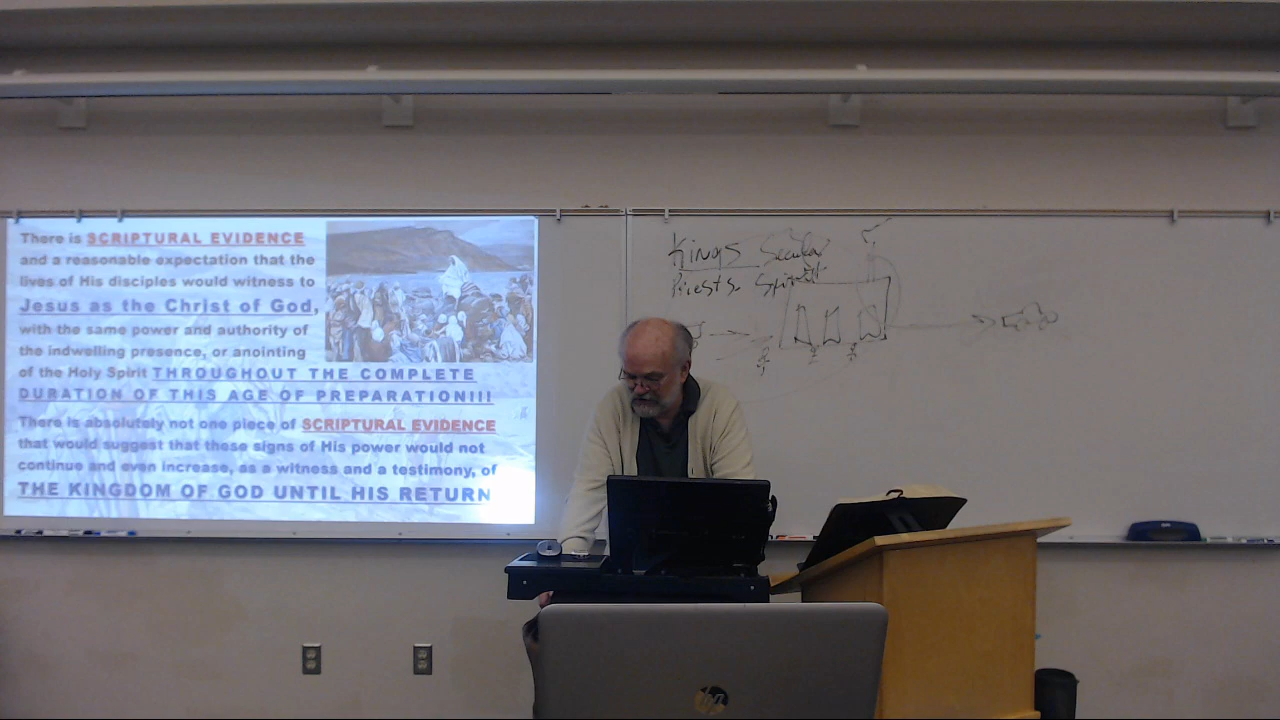 There is SCRIPTURAL EVIDENCE
and a reasonable expectation that the
lives of His disciples would witness to
Jesus as the Christ of God,
with the same power and authority of
the indwelling presence, or anointing
of the Holy Spirit THROUGHOUT THE COMPLETE
DURATION OF THIS AGE OF PREPARATION!!!
There is absolutely not one piece of SCRIPTURAL EVIDENCE
that would suggest that these signs of His power would not
continue and even increase, as a witness and a testimony, of
THE KINGDOM OF GOD UNTIL HIS RETURN
Kings Secular
Priests
hp